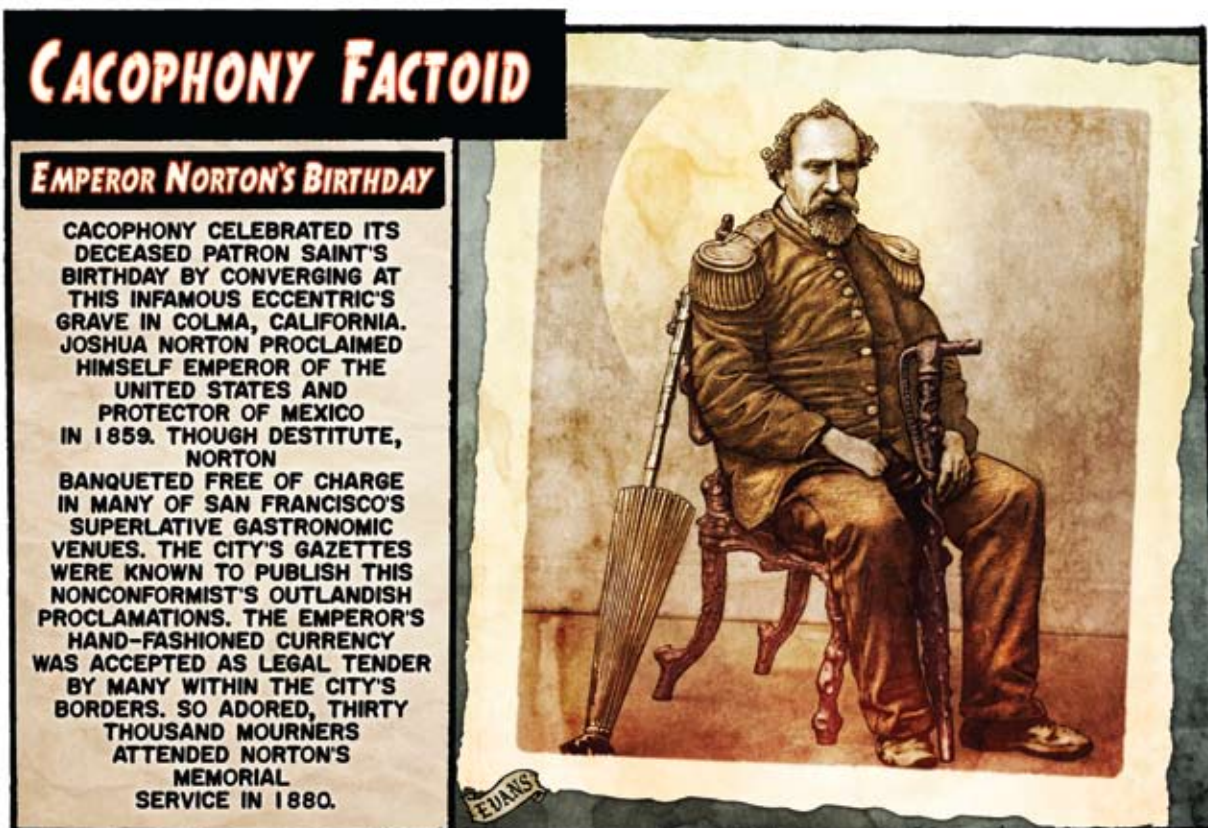 CACOPHONY FACTOID
EMPEROR NORTON'S BIRTHDAY
CACOPHONY CELEBRATED ITS
DECEASED PATRON SAINT'S
BIRTHDAY BY CONVERGING AT
THIS INFAMOUS ECCENTRIC'S
GRAVE IN COLMA, CALIFORNIA.
JOSHUA NORTON PROCLAIMED
HIMSELF EMPEROR OF THE
UNITED STATES AND
PROTECTOR OF MEXICO
IN 1859. THOUGH DESTITUTE,
NORTON
BANQUETED FREE OF CHARGE
IN MANY OF SAN FRANCISCO'S
SUPERLATIVE GASTRONOMIC
VENUES. THE CITY'S GAZETTES
WERE KNOWN TO PUBLISH THIS
NONCONFORMIST'S OUTLANDISH
PROCLAMATIONS. THE EMPEROR'S
HAND-FASHIONED CURRENCY
WAS ACCEPTED AS LEGAL TENDER
BY MANY WITHIN THE CITY'S
BORDERS. SO ADORED, THIRTY
THOUSAND MOURNERS
ATTENDED NORTON'S
MEMORIAL
SERVICE IN 1880.
EVANS